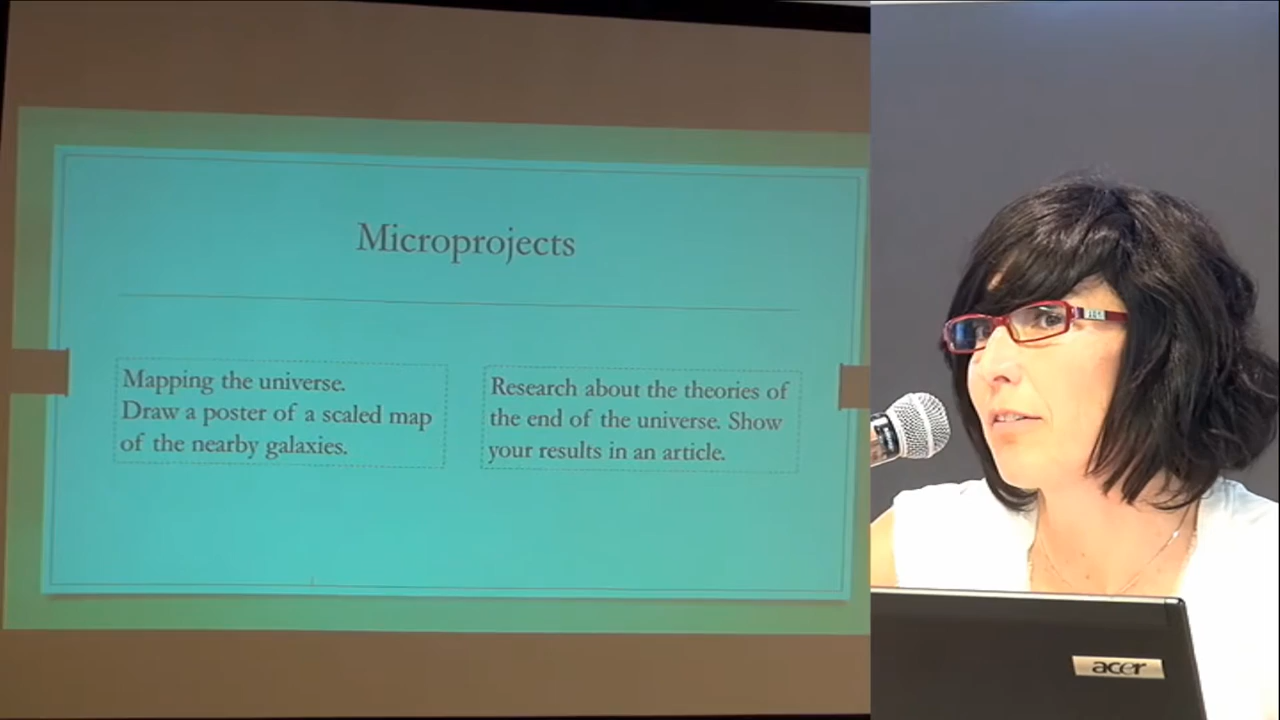 Microprojects
Mapping the universe.
Draw a poster of a scaled map
of the nearby galaxies.
Research about the theories of
the end of the universe. Show
your results in an article.
acer